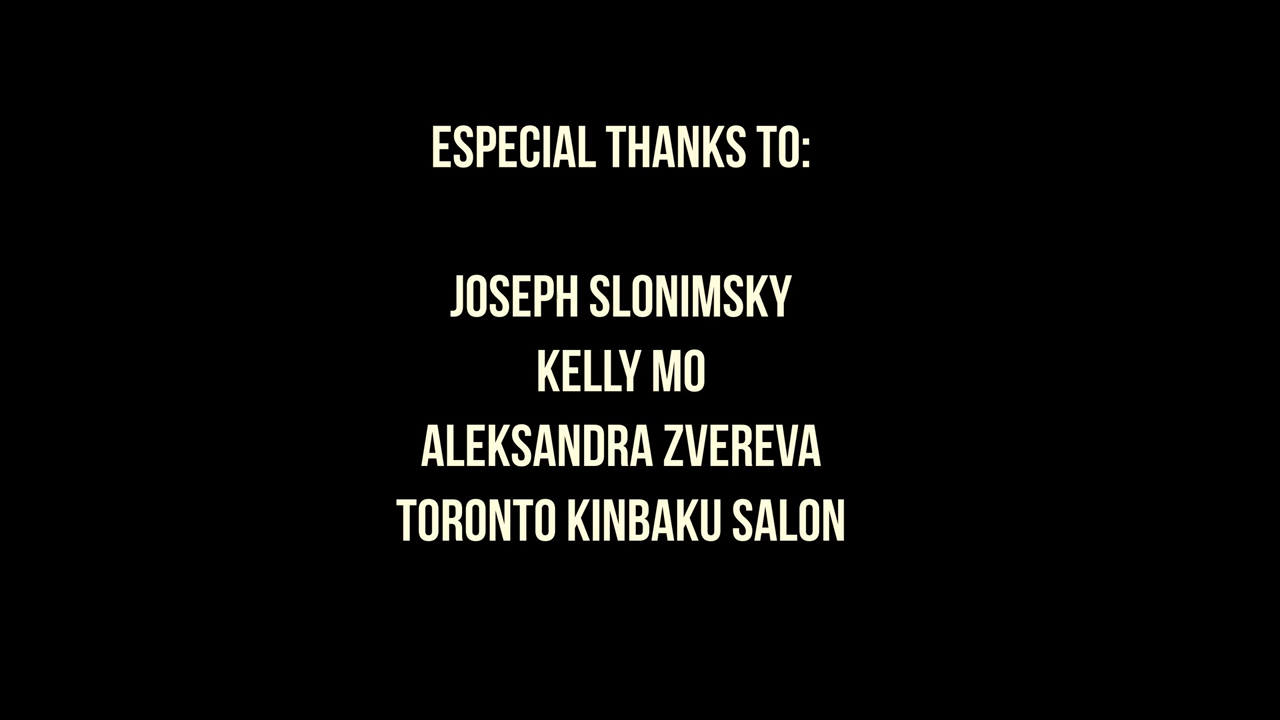 ESPECIAL THANKS TO:
JOSEPH SLONIMSKY
KELLY MO
ALEKSANDRA ZVEREVA
TORONTO KINBAKU SALON